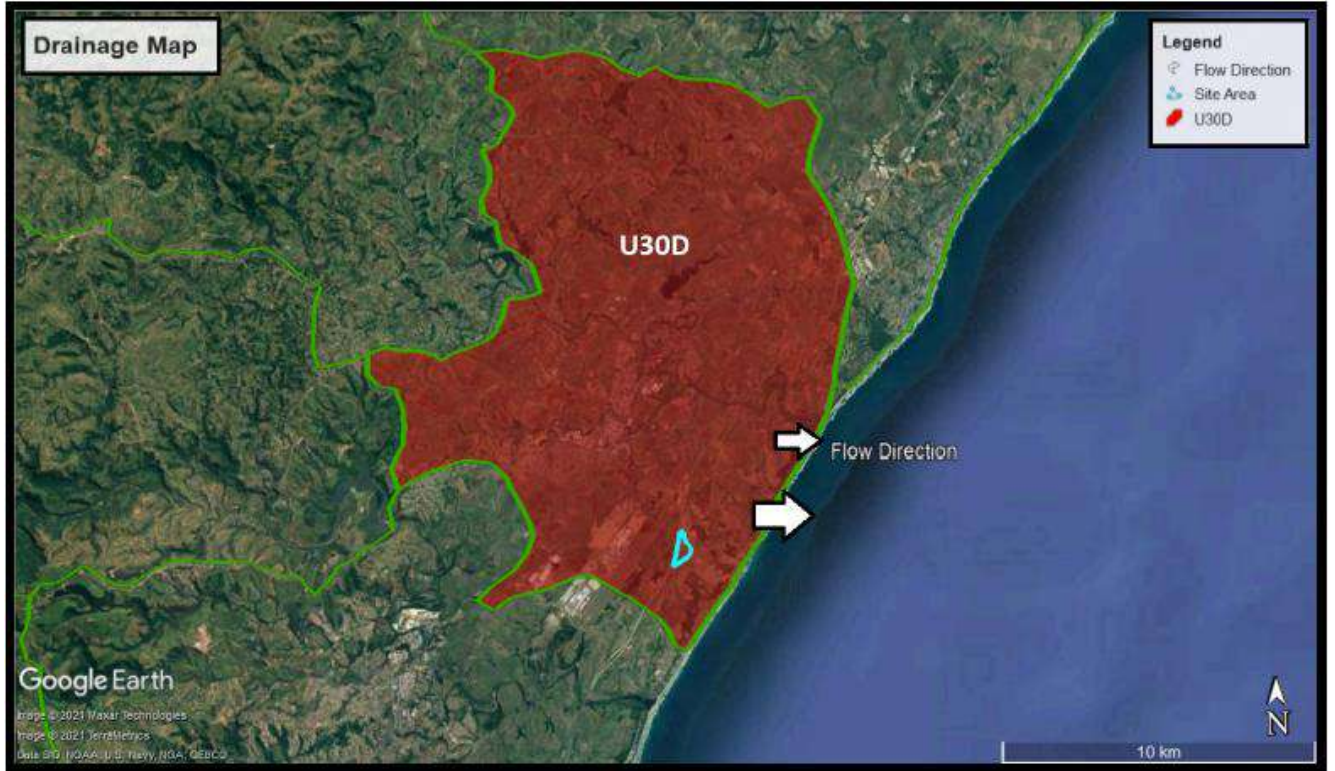 Drainage Map
Legend
Flow Direction
Site Area
U30D
U30D
Flow Direction
Google Earth
Image © 2021 Maxar Technologies
Image © 2021 TerraMetrics
Data SIO, NOAA, U.S. Navy, NGA, GEBCO
N
10 km